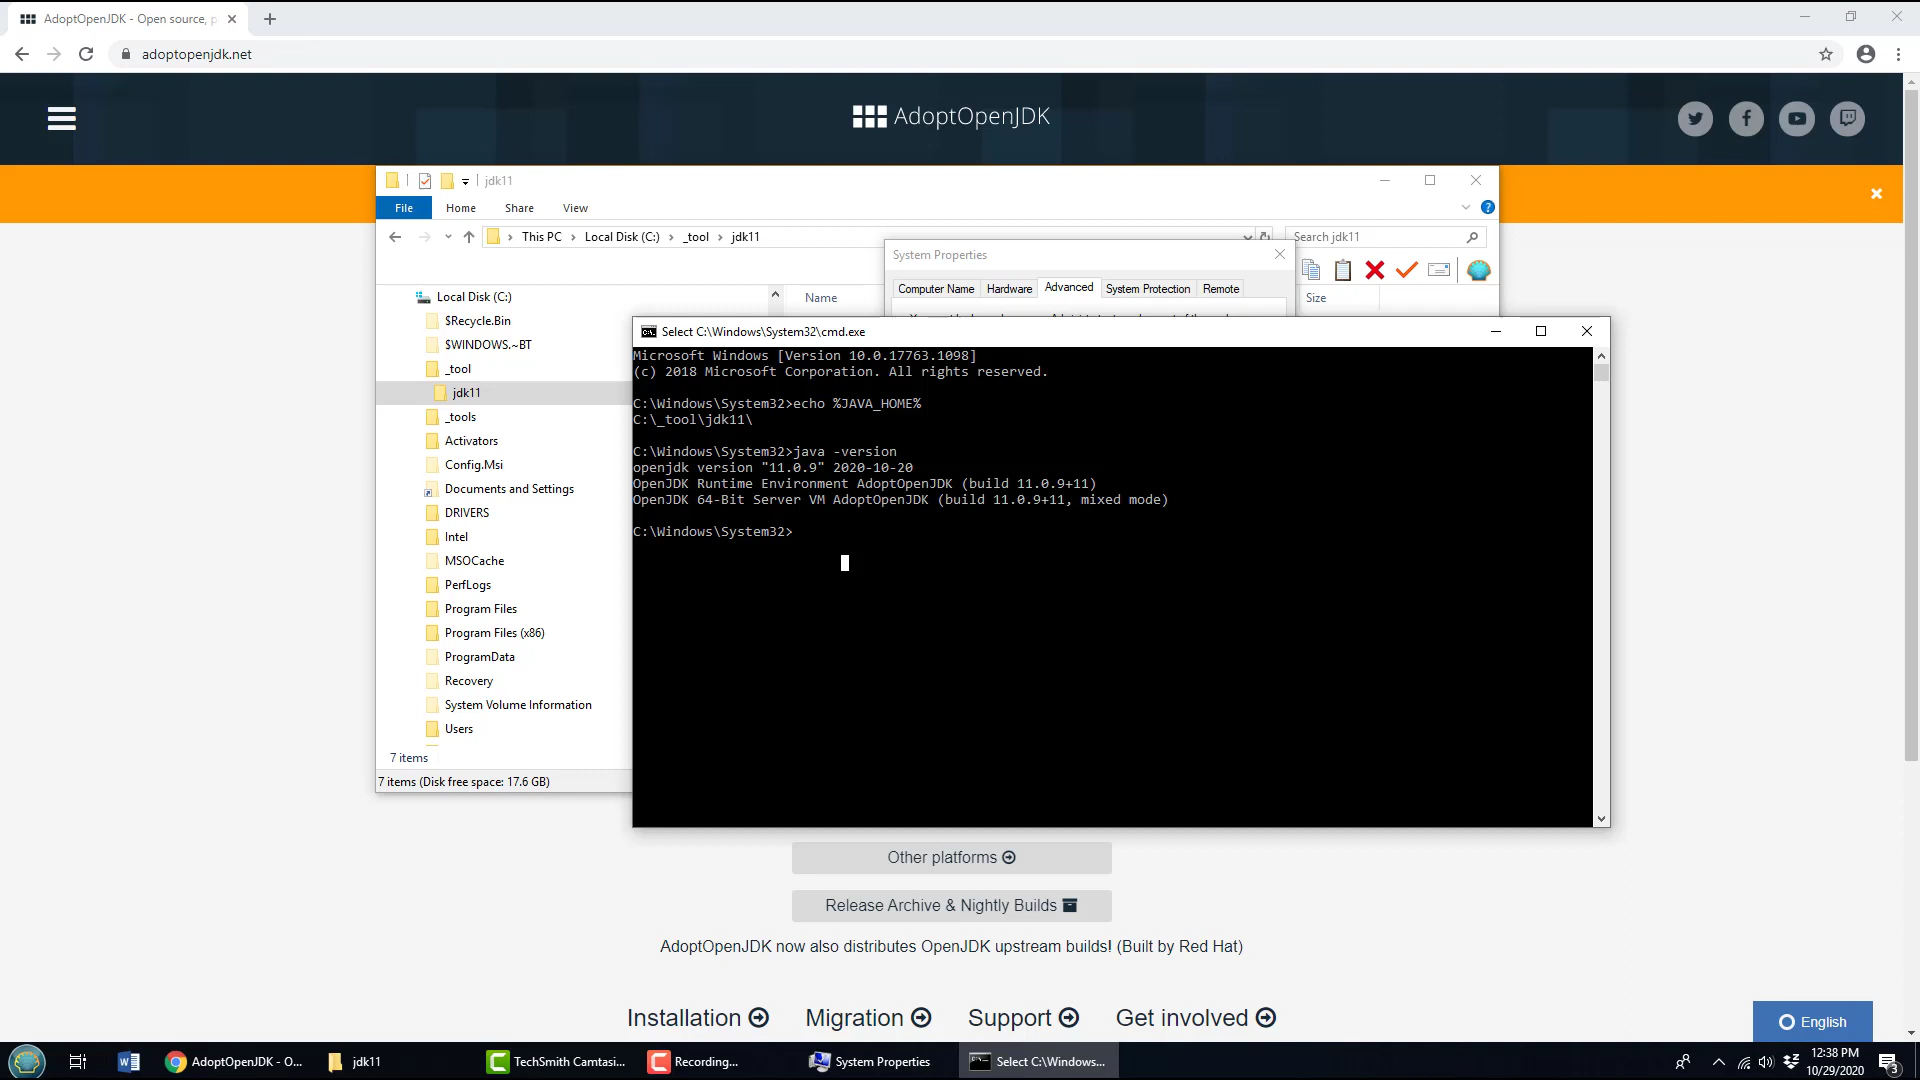 AdoptOpenJDK - Open source, p
adoptopenjdk.net
AdoptOpenJDK
jdk11
File Home Share View
This PC Local Disk (C:) _tool jdk11
Search jdk11
System Properties
Computer Name Hardware Advanced System Protection Remote
Name
Size
Local Disk (C:)
$Recycle.Bin
$WINDOWS.~BT
_tool
jdk11
_tools
Activators
Config.Msi
Documents and Settings
DRIVERS
Intel
MSOCache
PerfLogs
Program Files
Program Files (x86)
ProgramData
Recovery
System Volume Information
Users
7 items
7 items (Disk free space: 17.6 GB)
Select C:\Windows\System32\cmd.exe
Microsoft Windows [Version 10.0.17763.1098]
(c) 2018 Microsoft Corporation. All rights reserved.
C:\Windows\System32>echo %JAVA_HOME%
C:\_tool\jdk11\
C:\Windows\System32>java -version
openjdk version "11.0.9" 2020-10-20
OpenJDK Runtime Environment AdoptOpenJDK (build 11.0.9+11)
OpenJDK 64-Bit Server VM AdoptOpenJDK (build 11.0.9+11, mixed mode)
C:\Windows\System32>
Other platforms
Release Archive & Nightly Builds
AdoptOpenJDK now also distributes OpenJDK upstream builds! (Built by Red Hat)
Installation Migration Support Get involved
English
AdoptOpenJDK - O...
jdk11
TechSmith Camtasi...
Recording...
System Properties
Select C:\Windows...
12:38 PM
10/29/2020
3